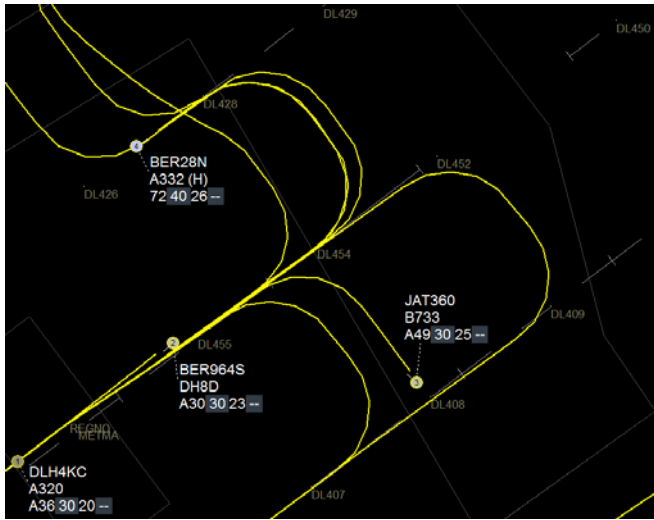 DL429
DL450
DL428
4
BER28N
A332 (H)
72 40 26 --
DL426
DL452
DL454
JAT360
B733
A49 30 25 --
DL409
2
DL455
BER964S
DH8D
A30 30 23 --
3
DL408
REGNO
METMA
1
DLH4KC
A320
A36 30 20 --
DL407